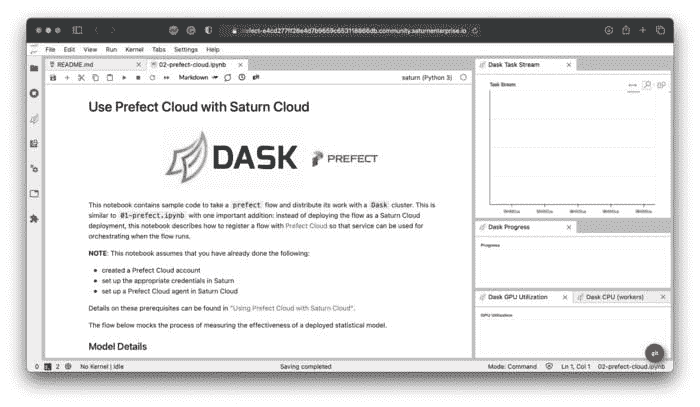 File Edit View Run Kernel Tabs Settings Help
README.md
02-prefect-cloud.ipynb
Markdown
saturn (Python 3)
Use Prefect Cloud with Saturn Cloud
DASK PREFECT
This notebook contains sample code to take a prefect flow and distribute its work with a Dask cluster. This is
similar to 01-prefect.ipynb with one important addition: instead of deploying the flow as a Saturn Cloud
deployment, this notebook describes how to register a flow with Prefect Cloud so that service can be used for
orchestrating when the flow runs.
NOTE: This notebook assumes that you have already done the following:
created a Prefect Cloud account
set up the appropriate credentials in Saturn
set up a Prefect Cloud agent in Saturn Cloud
Details on these prerequisites can be found in "Using Prefect Cloud with Saturn Cloud".
The flow below mocks the process of measuring the effectiveness of a deployed statistical model.
Model Details
Dask Task Stream
Task Stream
Dask Progress
Progress
Dask GPU Utilization
Dask CPU (workers)
GPU Utilization
0 2 No Kernel | Idle
Saving completed
Mode: Command
Ln 1, Col 1
02-prefect-cloud.ipynb